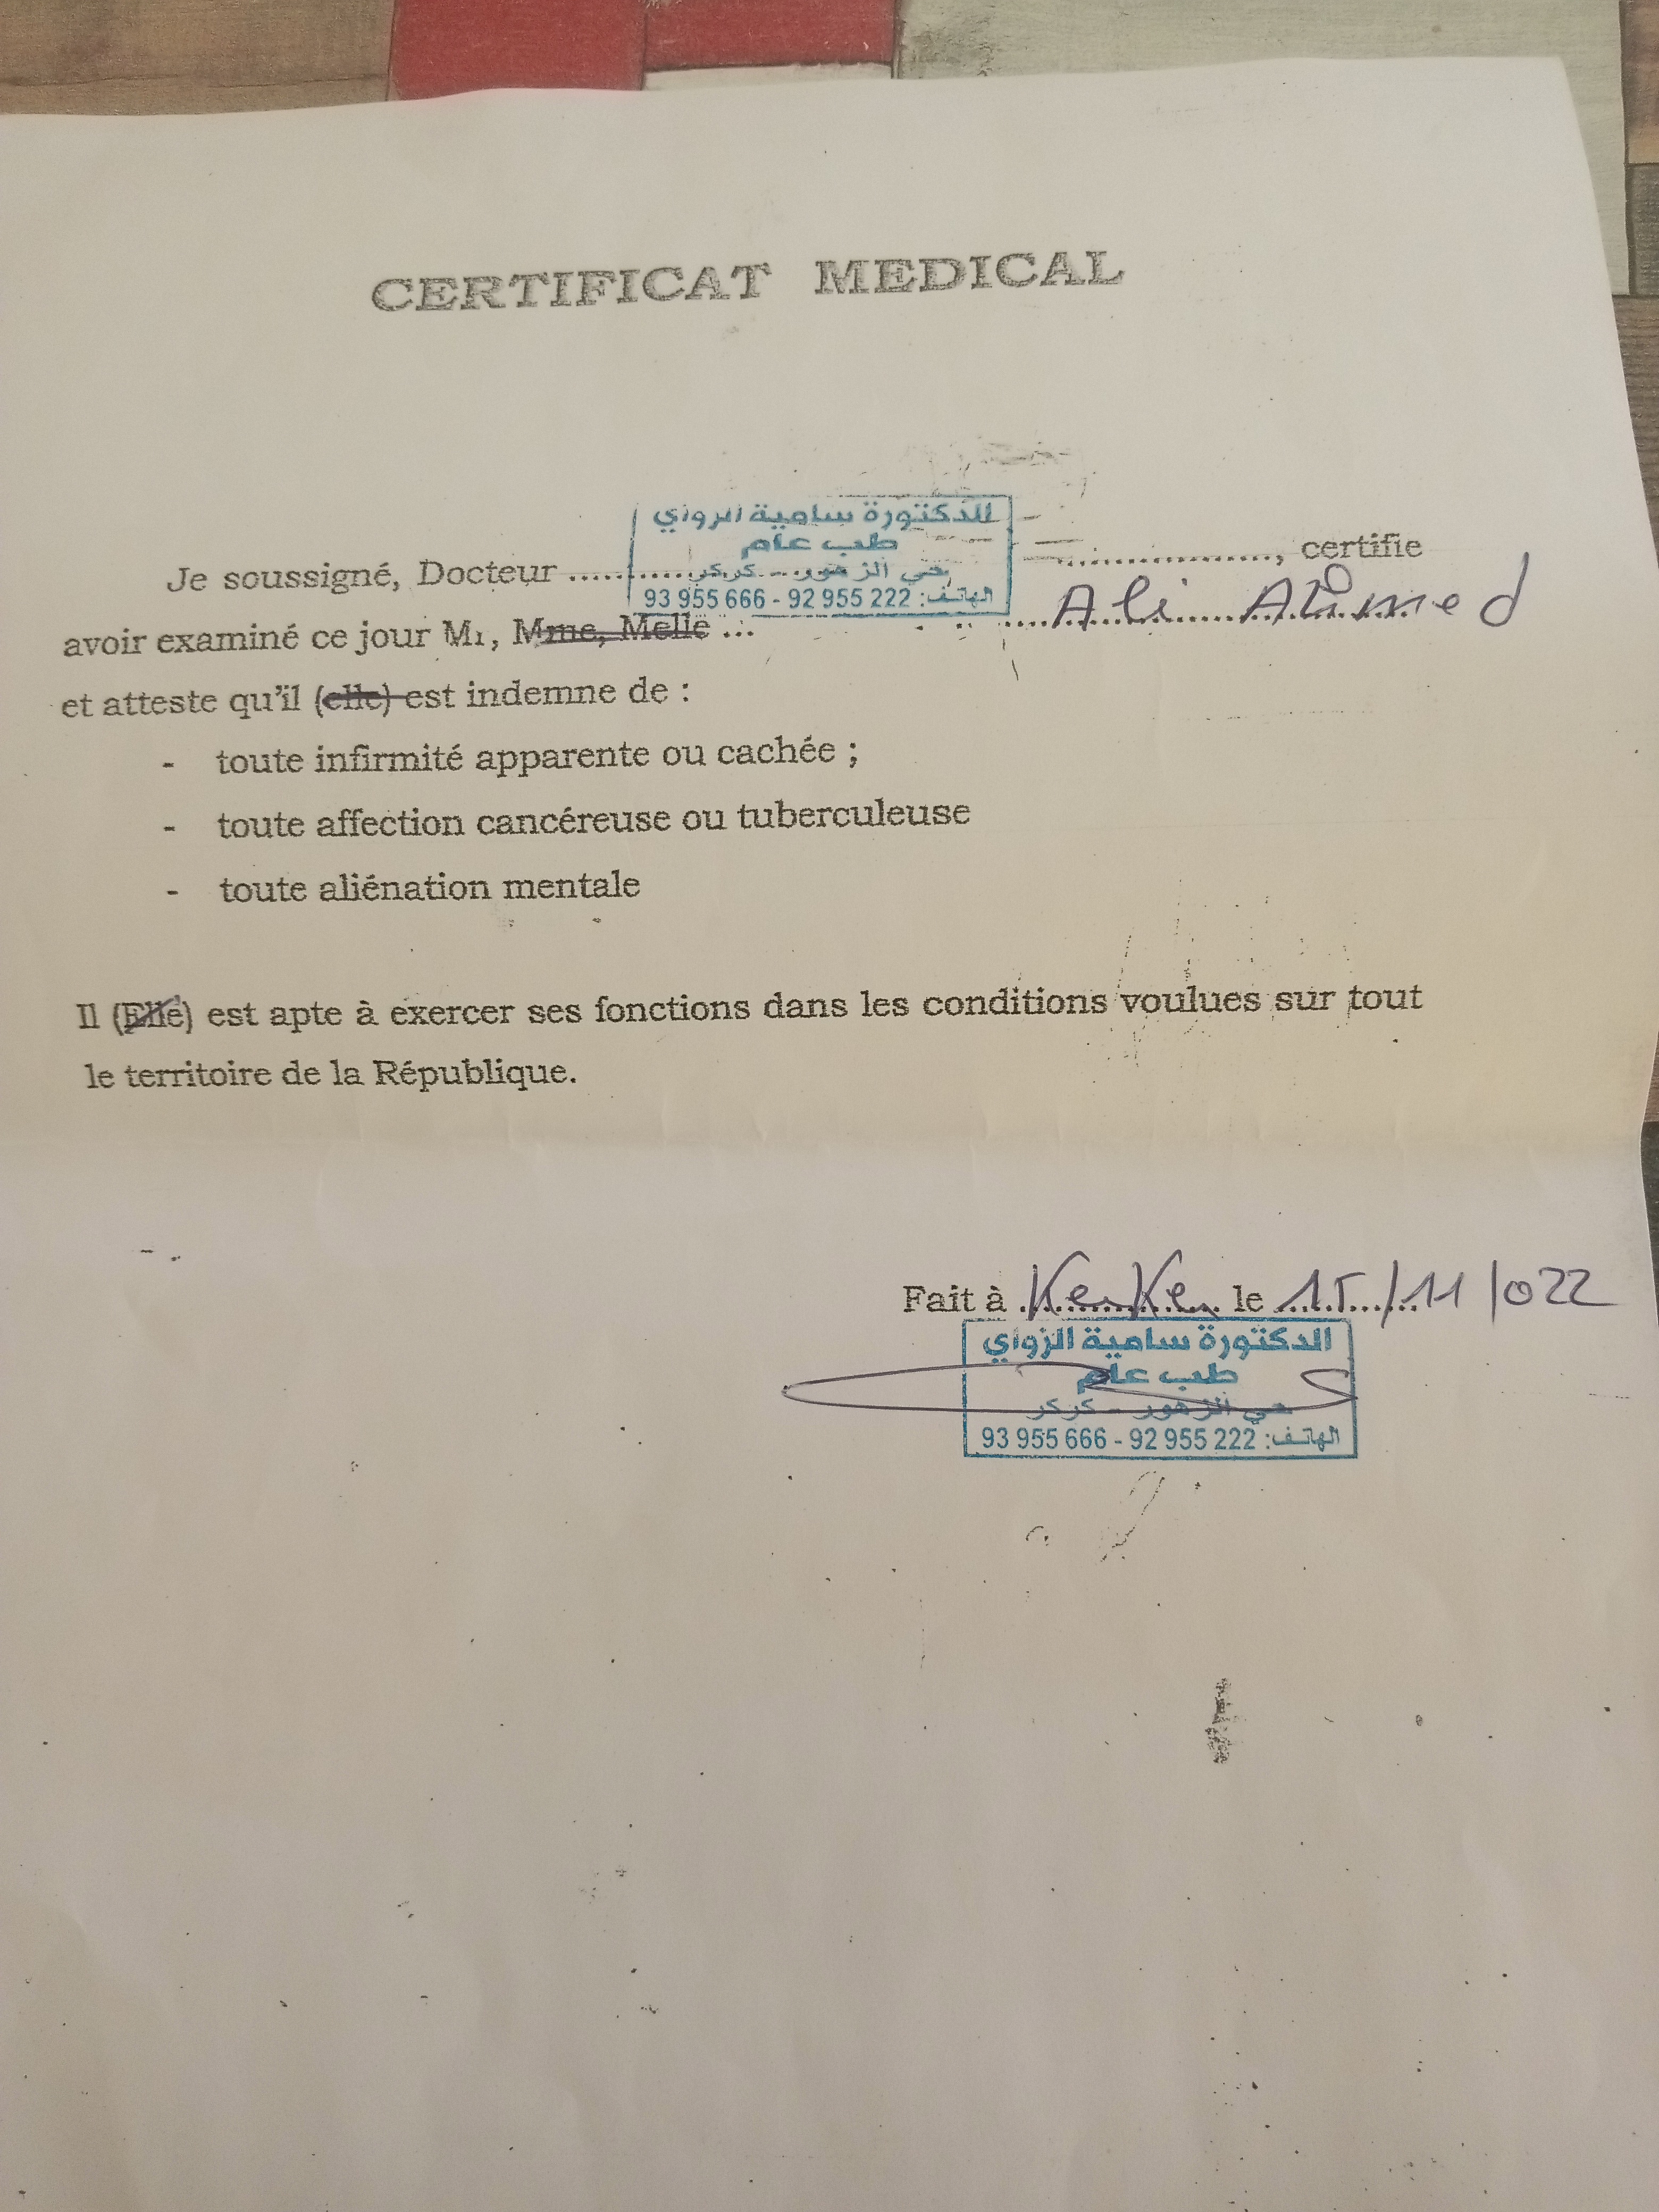 CERTIFICAT MEDICAL
الدكتورة سامية الزواي
طب عام
حي الزهور - كركر
الهاتف: 222 955 92 - 666 955 93
Je soussigné, Docteur ...................., certifie
avoir examiné ce jour Mr, Mme, Melle ... Ali Ahmed
et atteste qu'il (elle) est indemne de :
- toute infirmité apparente ou cachée ;
- toute affection cancéreuse ou tuberculeuse
- toute aliénation mentale
Il (Elle) est apte à exercer ses fonctions dans les conditions voulues sur tout
le territoire de la République.
Fait à KerKer le 15/11/022
الدكتورة سامية الزواي
طب عام
حي الزهور - كركر
الهاتف: 222 955 92 - 666 955 93